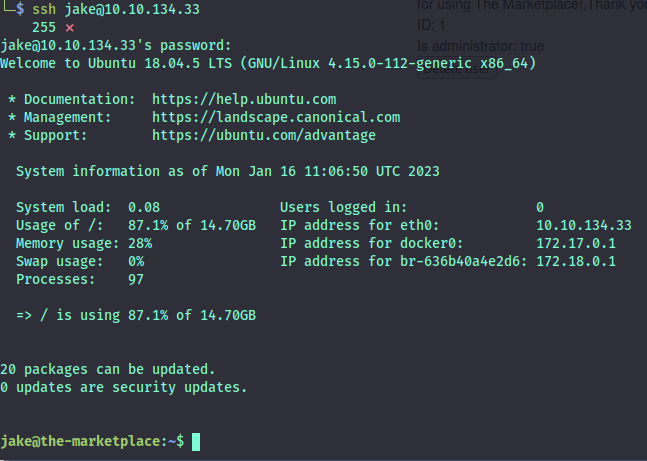 for using The Marketplace!,Thank you
└─$ ssh jake@10.10.134.33
255 ⨯
ID: 1
jake@10.10.134.33's password:
Is administrator: true
Welcome to Ubuntu 18.04.5 LTS (GNU/Linux 4.15.0-112-generic x86_64)
Delete user
* Documentation: https://help.ubuntu.com
* Management: https://landscape.canonical.com
* Support: https://ubuntu.com/advantage
System information as of Mon Jan 16 11:06:50 UTC 2023
System load: 0.08 Users logged in: 0
Usage of /: 87.1% of 14.70GB IP address for eth0: 10.10.134.33
Memory usage: 28% IP address for docker0: 172.17.0.1
Swap usage: 0% IP address for br-636b40a4e2d6: 172.18.0.1
Processes: 97
=> / is using 87.1% of 14.70GB
20 packages can be updated.
0 updates are security updates.
jake@the-marketplace:~$